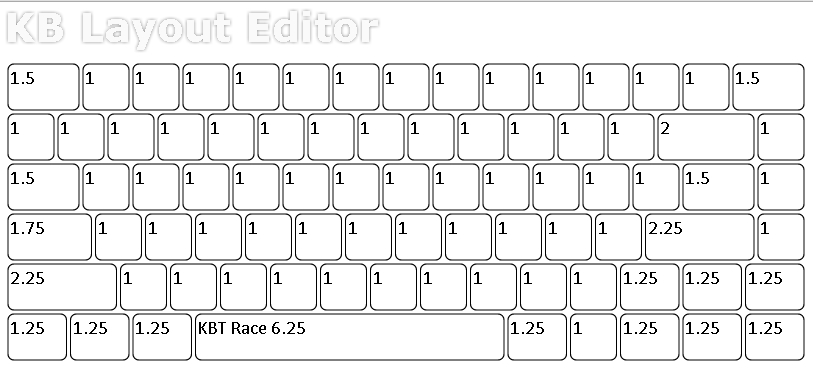 KB Layout Editor
1.5 1 1 1 1 1 1 1 1 1 1 1 1 1 1.5
1 1 1 1 1 1 1 1 1 1 1 1 1 2 1
1.5 1 1 1 1 1 1 1 1 1 1 1 1 1.5 1
1.75 1 1 1 1 1 1 1 1 1 1 1 2.25 1
2.25 1 1 1 1 1 1 1 1 1 1 1.25 1.25 1.25
1.25 1.25 1.25 KBT Race 6.25 1.25 1 1.25 1.25 1.25